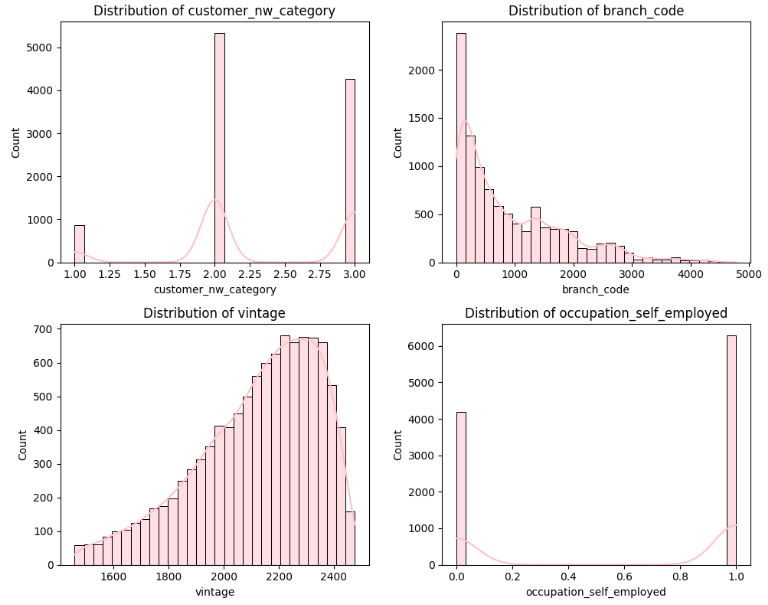 Distribution of customer_nw_category
Count
5000
4000
3000
2000
1000
0
1.00 1.25 1.50 1.75 2.00 2.25 2.50 2.75 3.00
customer_nw_category
Distribution of branch_code
Count
2000
1500
1000
500
0
0 1000 2000 3000 4000 5000
branch_code
Distribution of vintage
Count
700
600
500
400
300
200
100
0
1600 1800 2000 2200 2400
vintage
Distribution of occupation_self_employed
Count
6000
5000
4000
3000
2000
1000
0
0.0 0.2 0.4 0.6 0.8 1.0
occupation_self_employed